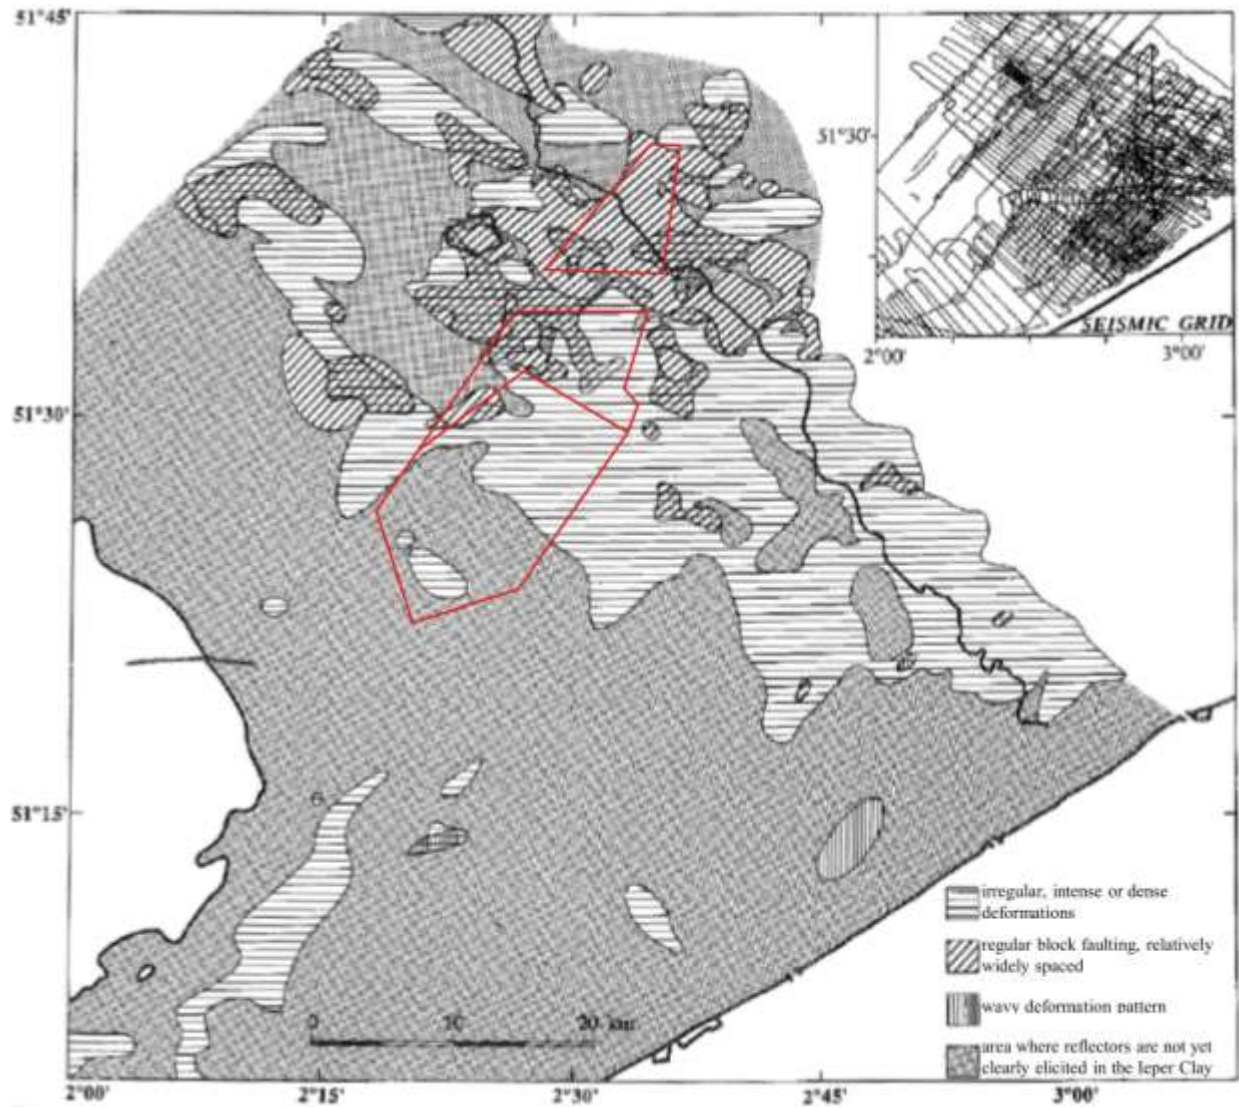 51°45'
51°30'
SEISMIC GRID
2°00' 3°00'
51°30'
51°15'
6
irregular, intense or dense
deformations
regular block faulting, relatively
widely spaced
0 10 20 km
wavy deformation pattern
area where reflectors are not yet
clearly elicited in the Ieper Clay
2°00' 2°15' 2°30' 2°45' 3°00'